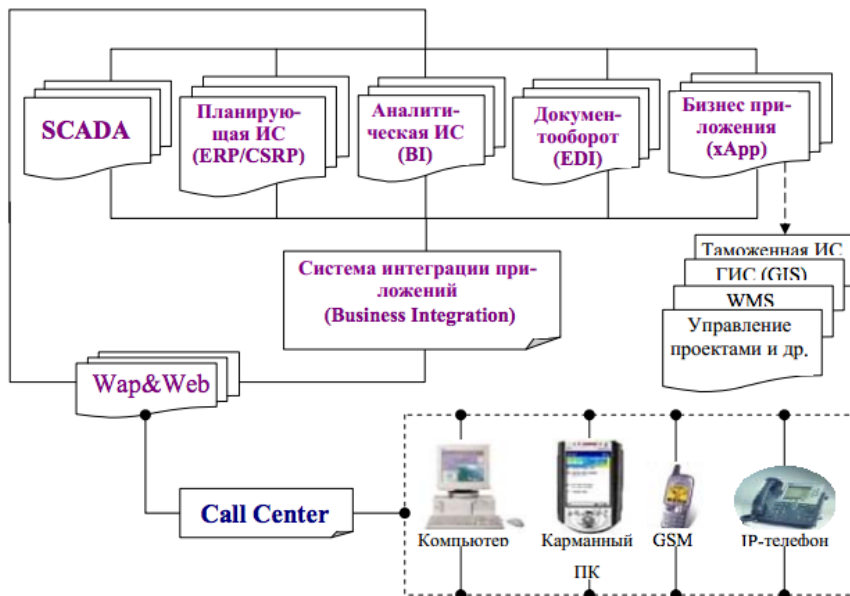 SCADA
Планирую-
щая ИС
(ERP/CSRP)
Аналити-
ческая ИС
(BI)
Докумен-
тооборот
(EDI)
Бизнес при-
ложения
(xApp)
Таможенная ИС
ГИС (GIS)
WMS
Управление
проектами и др.
Система интеграции при-
ложений
(Business Integration)
Wap&Web
Call Center
Компьютер
Карманный
ПК
GSM
IP-телефон